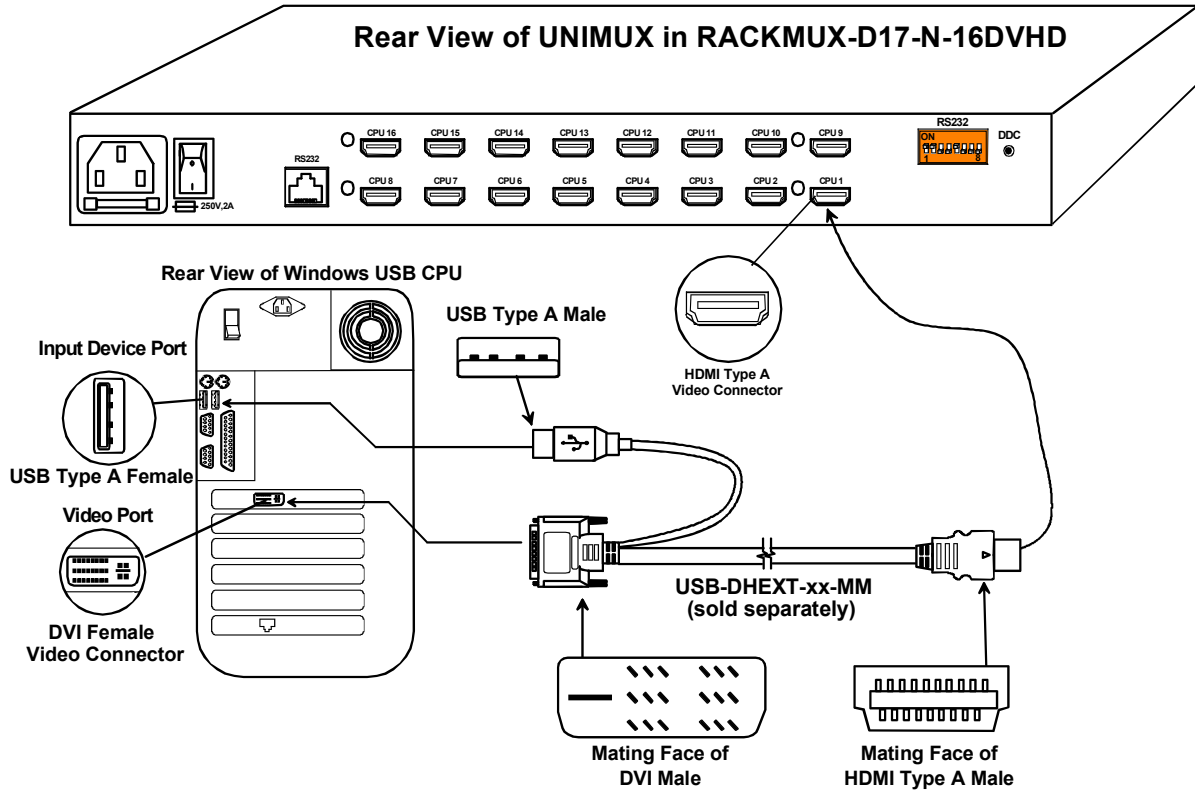 Rear View of UNIMUX in RACKMUX-D17-N-16DVHD
RS232
ON
1 8
DDC
CPU 16 CPU 15 CPU 14 CPU 13 CPU 12 CPU 11 CPU 10 CPU 9
RS232
CPU 8 CPU 7 CPU 6 CPU 5 CPU 4 CPU 3 CPU 2 CPU 1
250V,2A
Rear View of Windows USB CPU
USB Type A Male
Input Device Port
HDMI Type A
Video Connector
USB Type A Female
Video Port
USB-DHEXT-xx-MM
(sold separately)
DVI Female
Video Connector
Mating Face of
DVI Male
Mating Face of
HDMI Type A Male